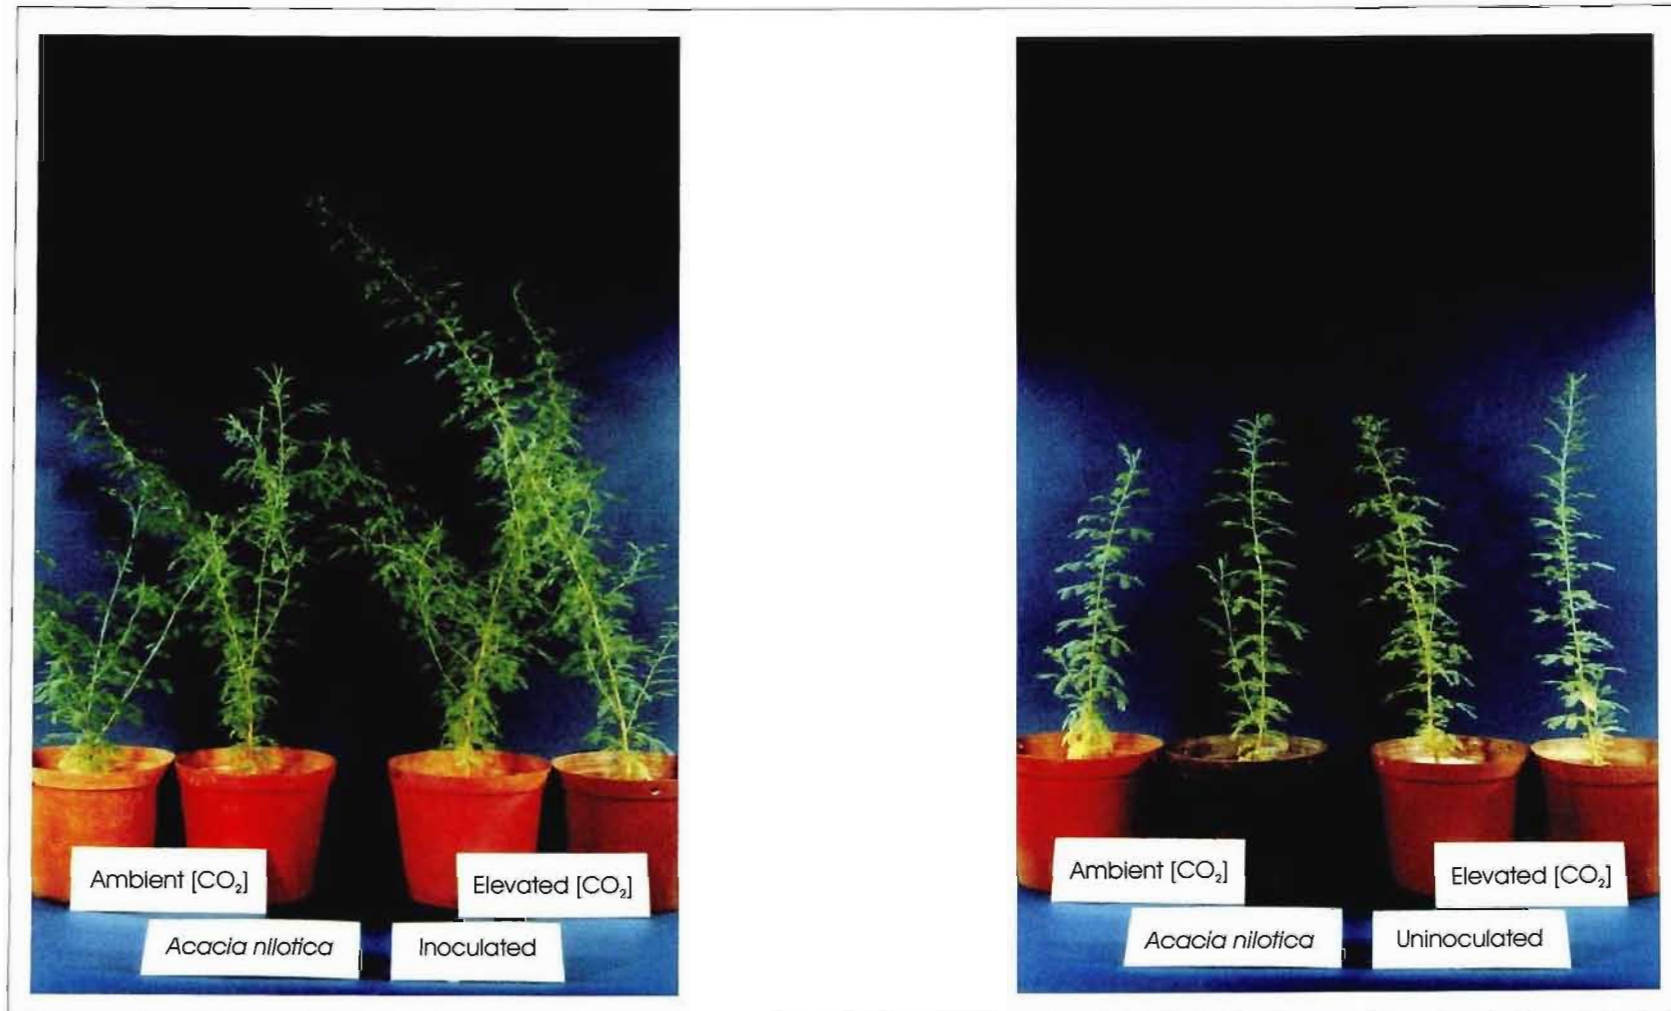 Ambient [CO₂]
Elevated [CO₂]
Acacia nilotica
Inoculated
Ambient [CO₂]
Elevated [CO₂]
Acacia nilotica
Uninoculated